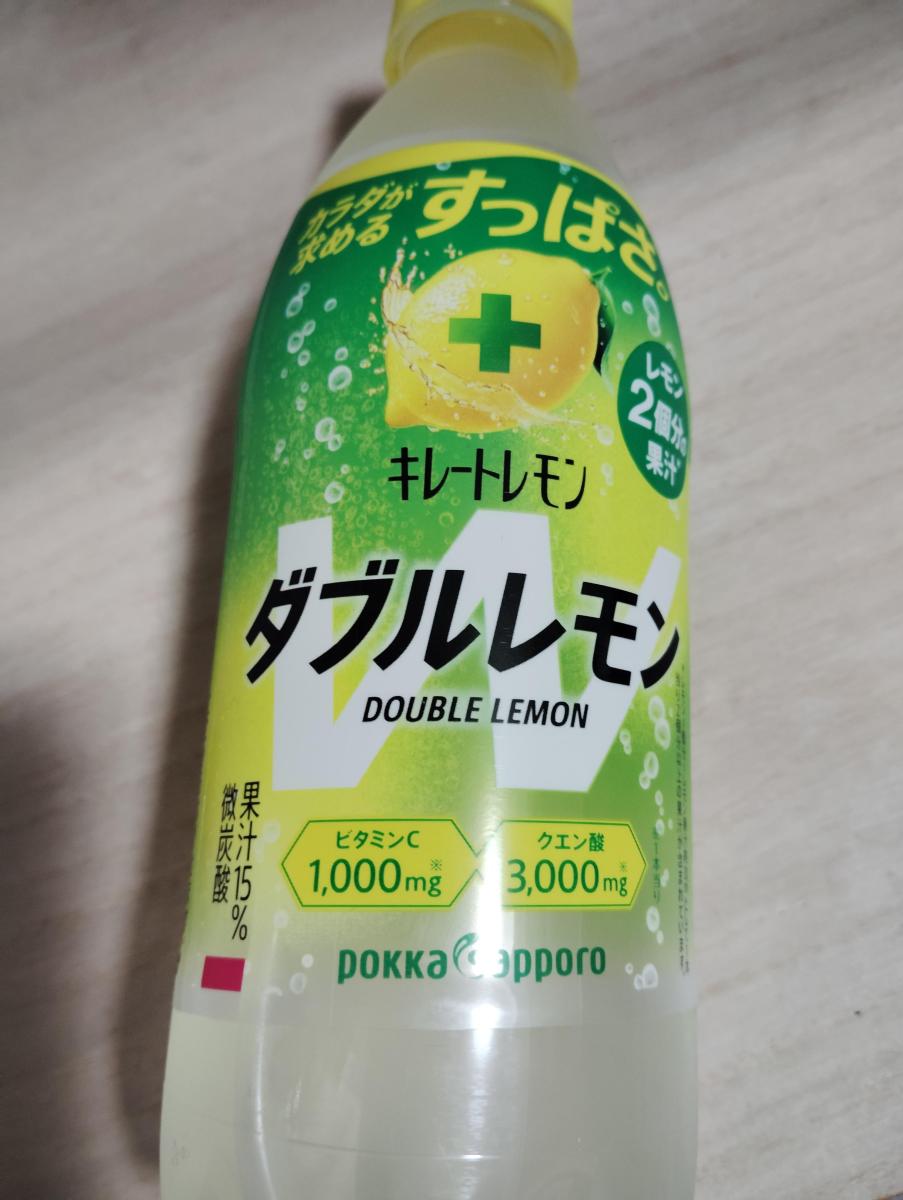 カラダが
求める
すっぱさ。
レモン
2個分の
果汁
キレートレモン
W
ダブルレモン
DOUBLE LEMON
果汁15%
微炭酸
ビタミンC
1,000mg※
クエン酸
3,000mg※
pokka sapporo